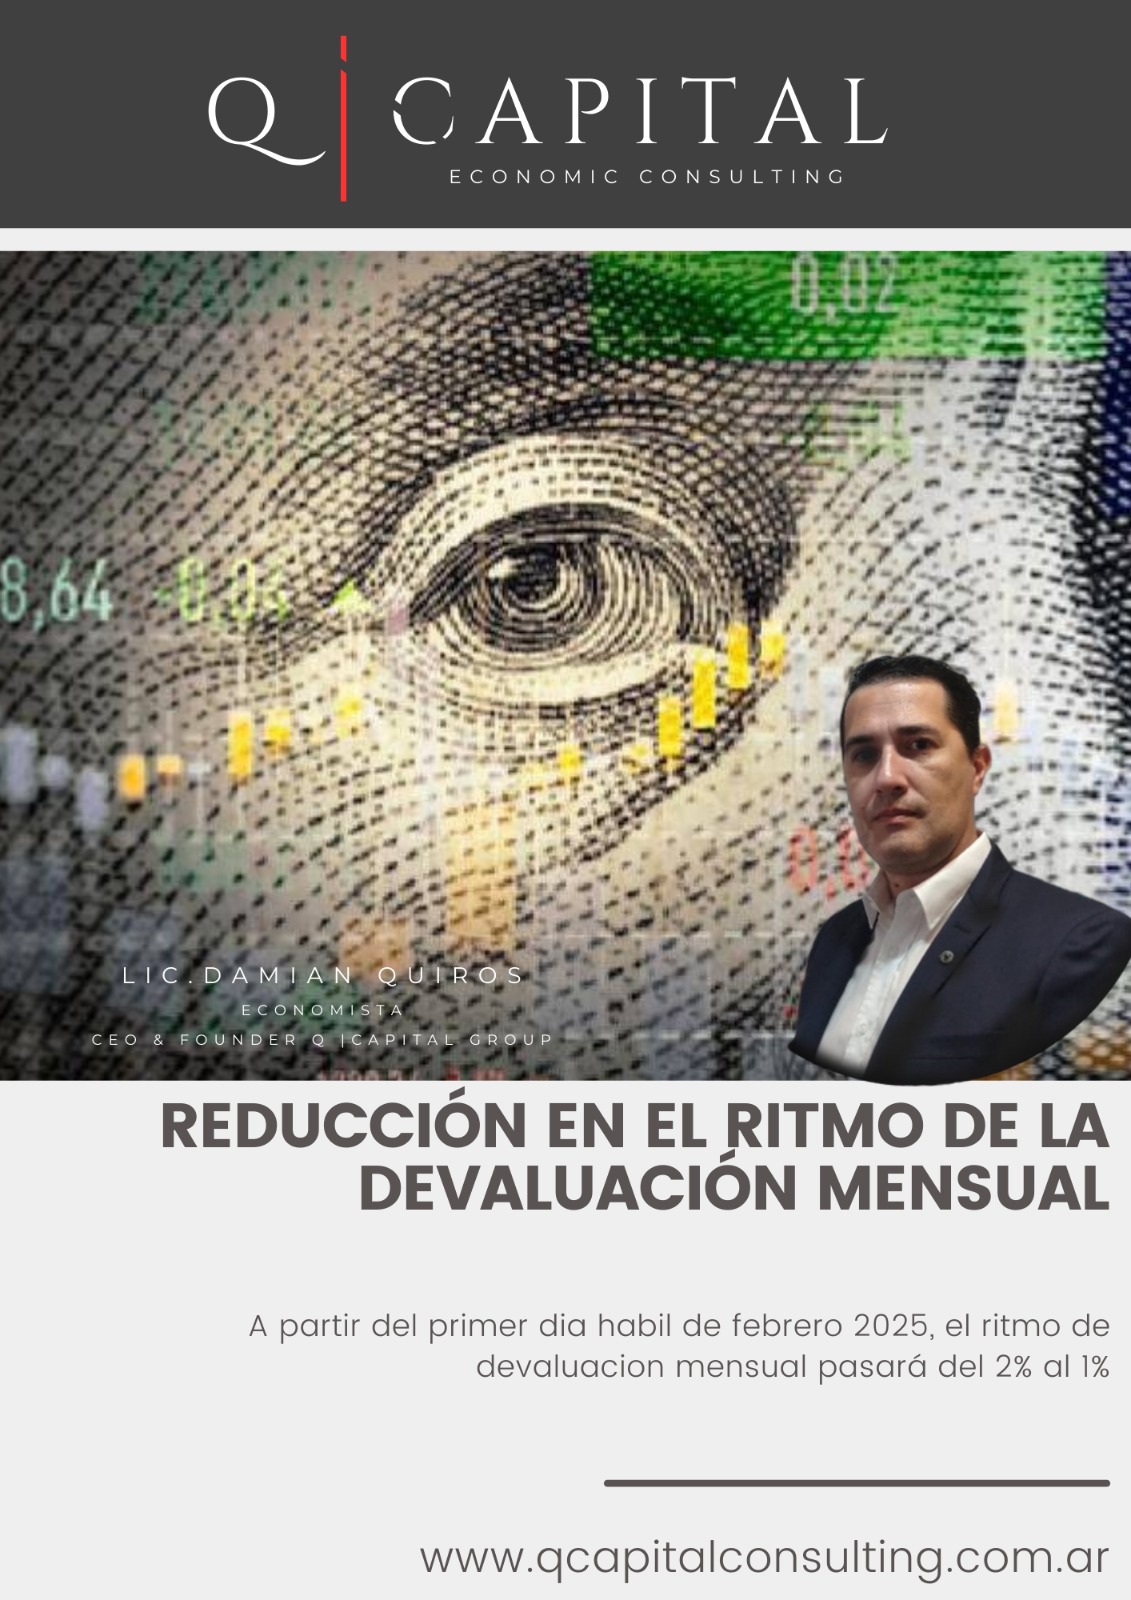 Q | CAPITAL
ECONOMIC CONSULTING
0,02
8,64 -0,04
0,0
LIC.DAMIAN QUIROS
ECONOMISTA
CEO & FOUNDER Q |CAPITAL GROUP
REDUCCIÓN EN EL RITMO DE LA
DEVALUACIÓN MENSUAL
A partir del primer dia habil de febrero 2025, el ritmo de
devaluacion mensual pasará del 2% al 1%
www.qcapitalconsulting.com.ar